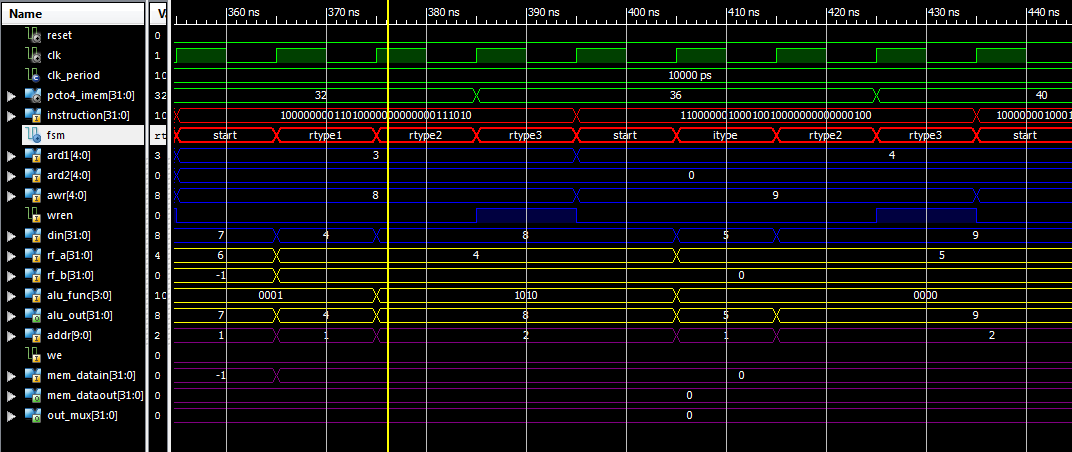 Name Va 360 ns 370 ns 380 ns 390 ns 400 ns 410 ns 420 ns 430 ns 440 ns
reset 0
clk 1
clk_period 10 10000 ps
pcto4_imem[31:0] 32 32 36 40
instruction[31:0] 10 10000000011010000000000000111010 11000000100010010000000000000100 1000000010001
fsm rt start rtype1 rtype2 rtype3 start itype rtype2 rtype3 start
ard1[4:0] 3 3 4
ard2[4:0] 0 0
awr[4:0] 8 8 9
wren 0
din[31:0] 8 7 4 8 5 9
rf_a[31:0] 4 6 4 5
rf_b[31:0] 0 -1 0
alu_func[3:0] 10 0001 1010 0000
alu_out[31:0] 8 7 4 8 5 9
addr[9:0] 2 1 1 2 1 2
we 0
mem_datain[31:0] 0 -1 0
mem_dataout[31:0] 0 0
out_mux[31:0] 0 0